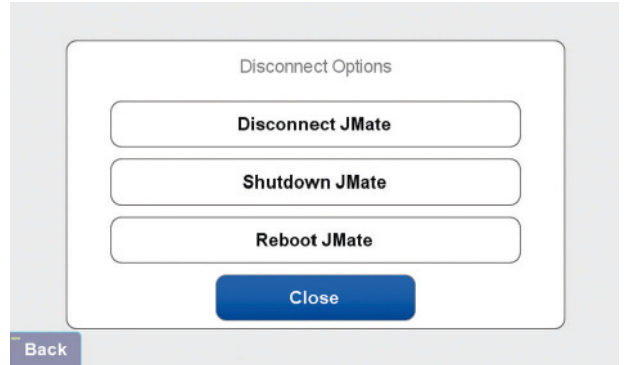 Disconnect Options
Disconnect JMate
Shutdown JMate
Reboot JMate
Close
Back